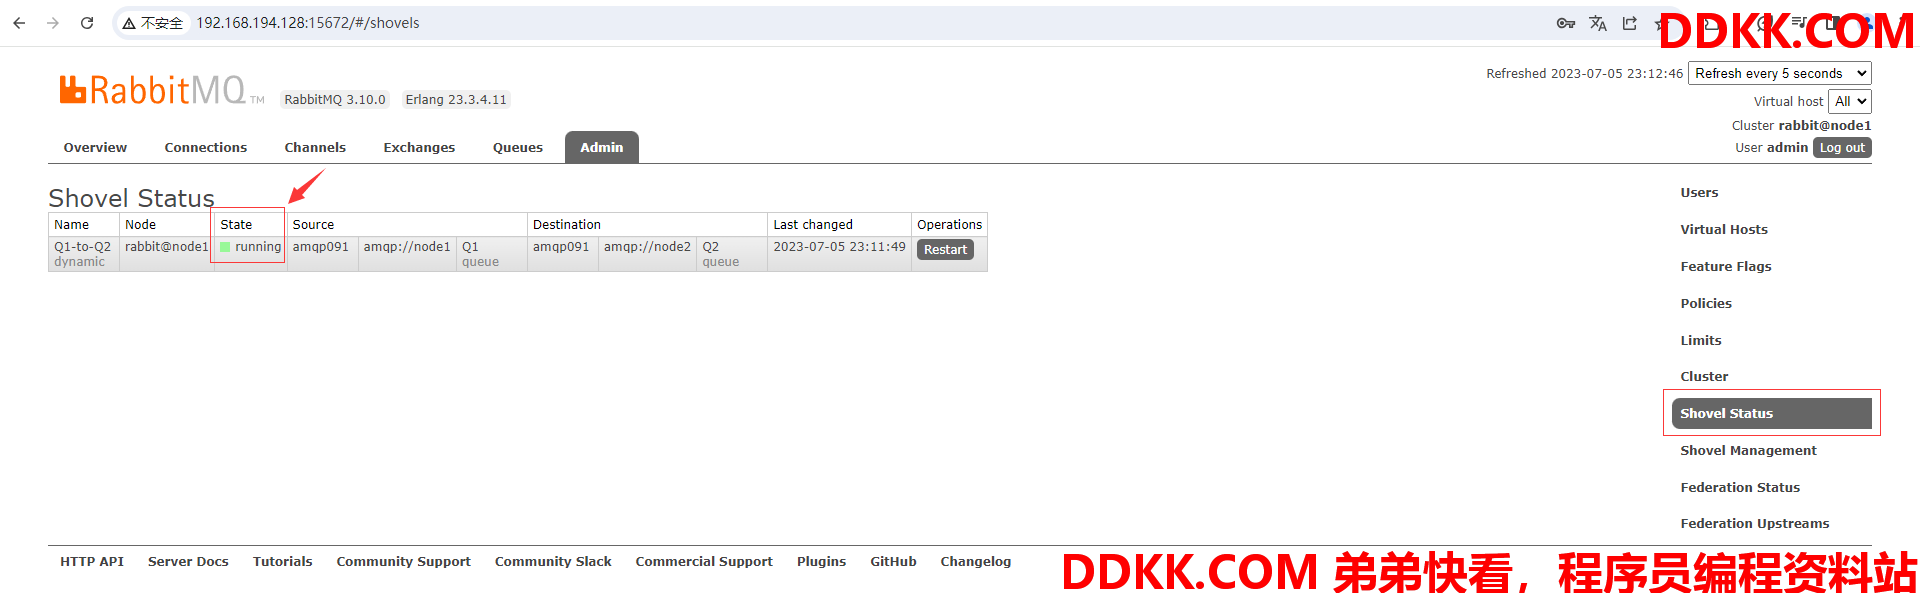 不安全 192.168.194.128:15672/#/shovels
DDKK.COM
RabbitMQ TM RabbitMQ 3.10.0 Erlang 23.3.4.11
Refreshed 2023-07-05 23:12:46 Refresh every 5 seconds
Virtual host All
Cluster rabbit@node1
User admin Log out
Overview Connections Channels Exchanges Queues Admin
Shovel Status
Name Node State Source Destination Last changed Operations
Q1-to-Q2 rabbit@node1 running amqp091 amqp://node1 Q1 amqp091 amqp://node2 Q2 2023-07-05 23:11:49 Restart
dynamic queue queue
Users
Virtual Hosts
Feature Flags
Policies
Limits
Cluster
Shovel Status
Shovel Management
Federation Status
Federation Upstreams
HTTP API Server Docs Tutorials Community Support Community Slack Commercial Support Plugins GitHub Changelog
DDKK.COM 弟弟快看，程序员编程资料站